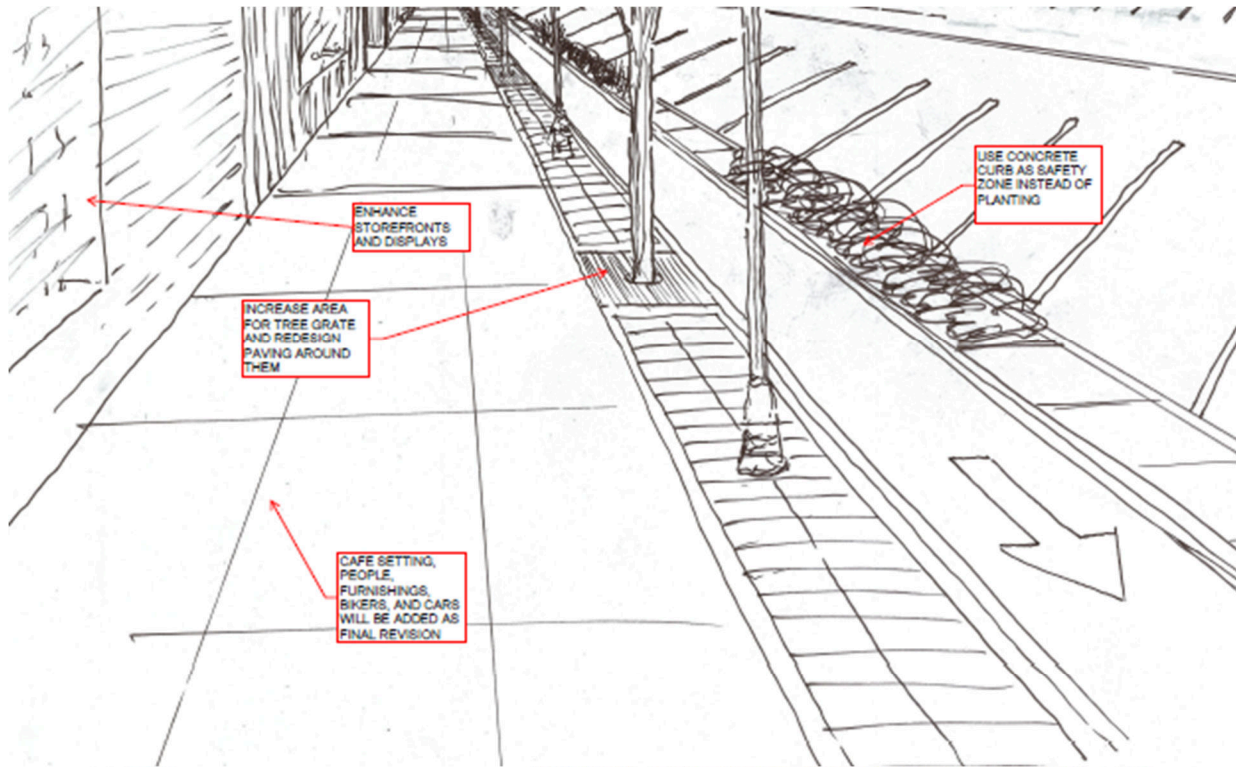 USE CONCRETE
CURB AS SAFETY
ZONE INSTEAD OF
PLANTING
ENHANCE
STOREFRONTS
AND DISPLAYS
INCREASE AREA
FOR TREE GRATE
AND REDESIGN
PAVING AROUND
THEM
CAFE SETTING,
PEOPLE,
FURNISHINGS,
BIKERS, AND CARS
WILL BE ADDED AS
FINAL REVISION